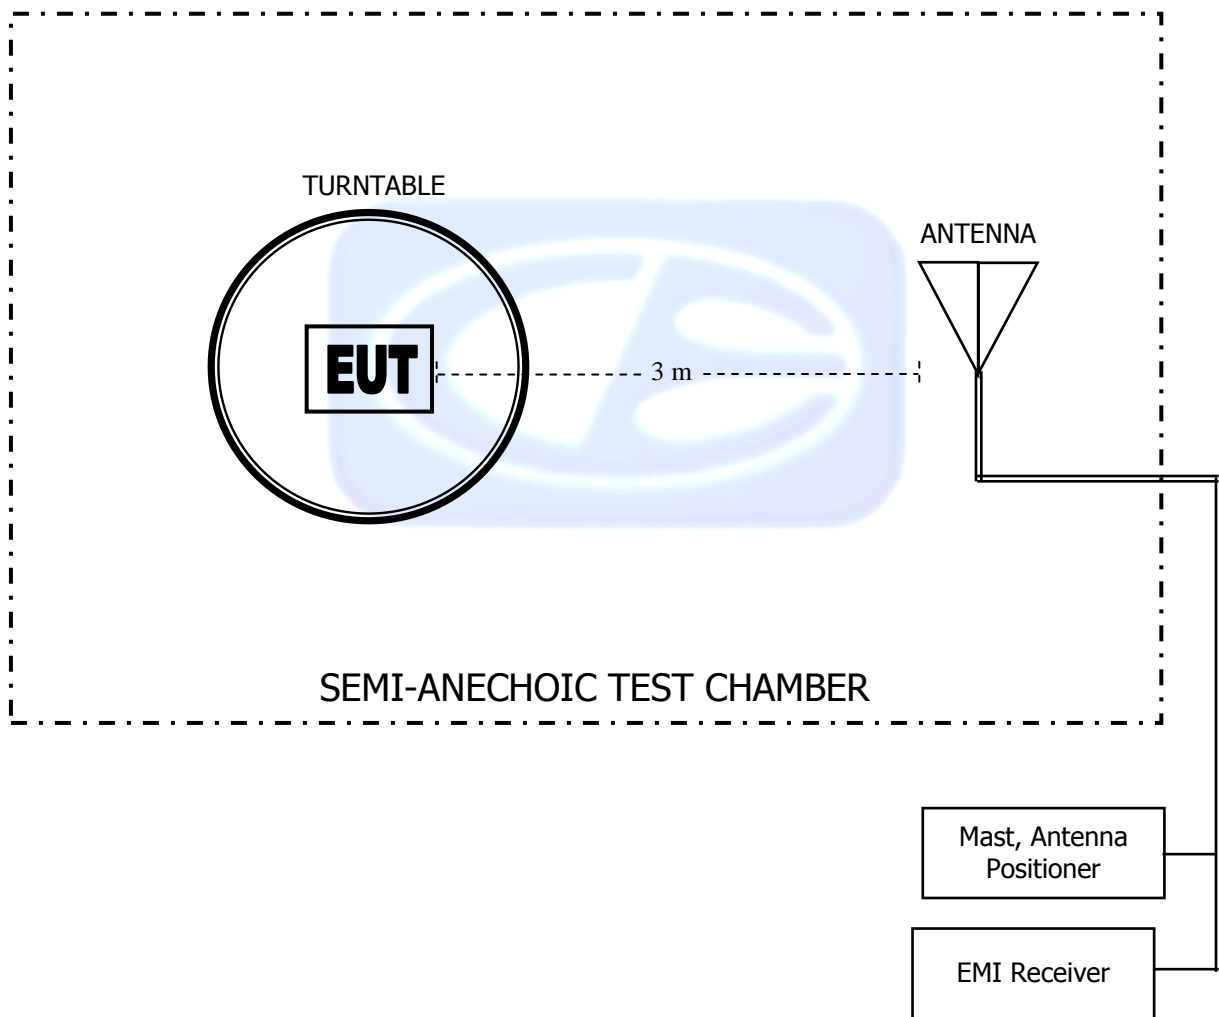 TURNTABLE
ANTENNA
EUT
3 m
SEMI-ANECHOIC TEST CHAMBER
Mast, Antenna
Positioner
EMI Receiver